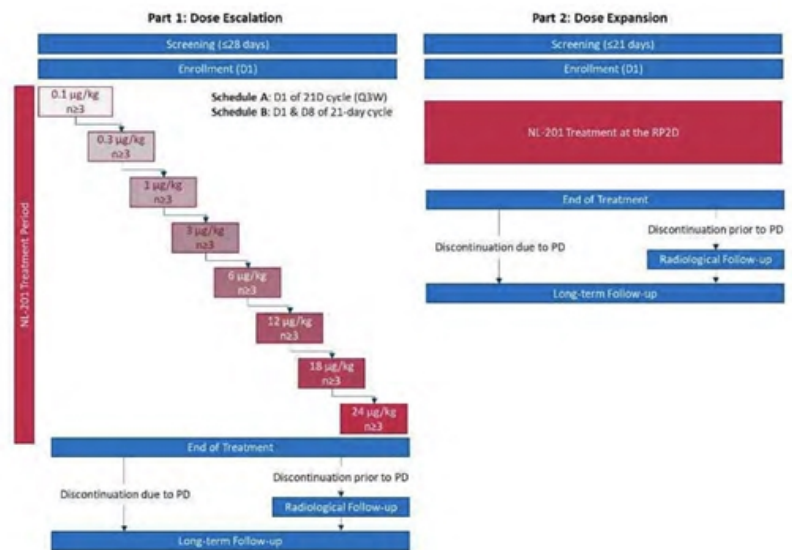 Part 1: Dose Escalation
Screening (≤28 days)
Enrollment (D1)
Schedule A: D1 of 21D cycle (Q3W)
Schedule B: D1 & D8 of 21-day cycle
NL-201 Treatment Period
0.1 µg/kg
n≥3
0.3 µg/kg
n≥3
1 µg/kg
n≥3
3 µg/kg
n≥3
6 µg/kg
n≥3
12 µg/kg
n≥3
18 µg/kg
n≥3
24 µg/kg
n≥3
End of Treatment
Discontinuation due to PD
Discontinuation prior to PD
Radiological Follow-up
Long-term Follow-up
Part 2: Dose Expansion
Screening (≤21 days)
Enrollment (D1)
NL-201 Treatment at the RP2D
End of Treatment
Discontinuation due to PD
Discontinuation prior to PD
Radiological Follow-up
Long-term Follow-up